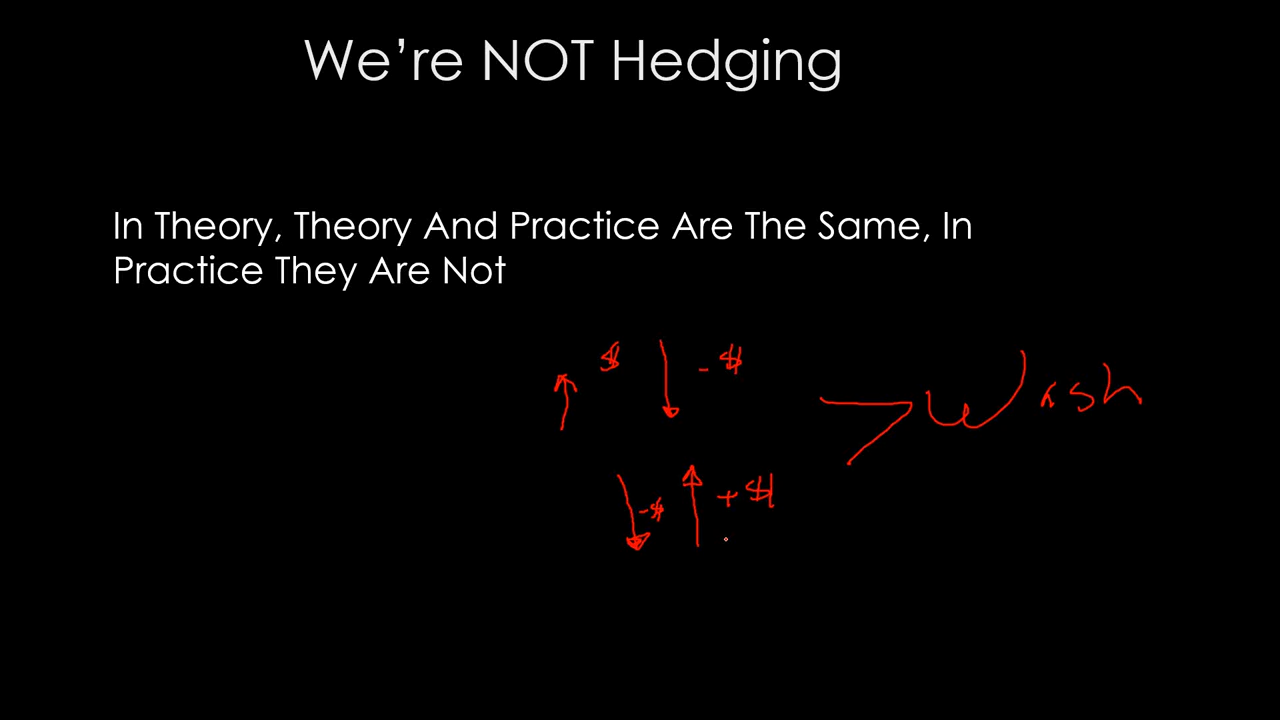 We’re NOT Hedging
In Theory, Theory And Practice Are The Same, In
Practice They Are Not
$ - $
Wash
-$ + $